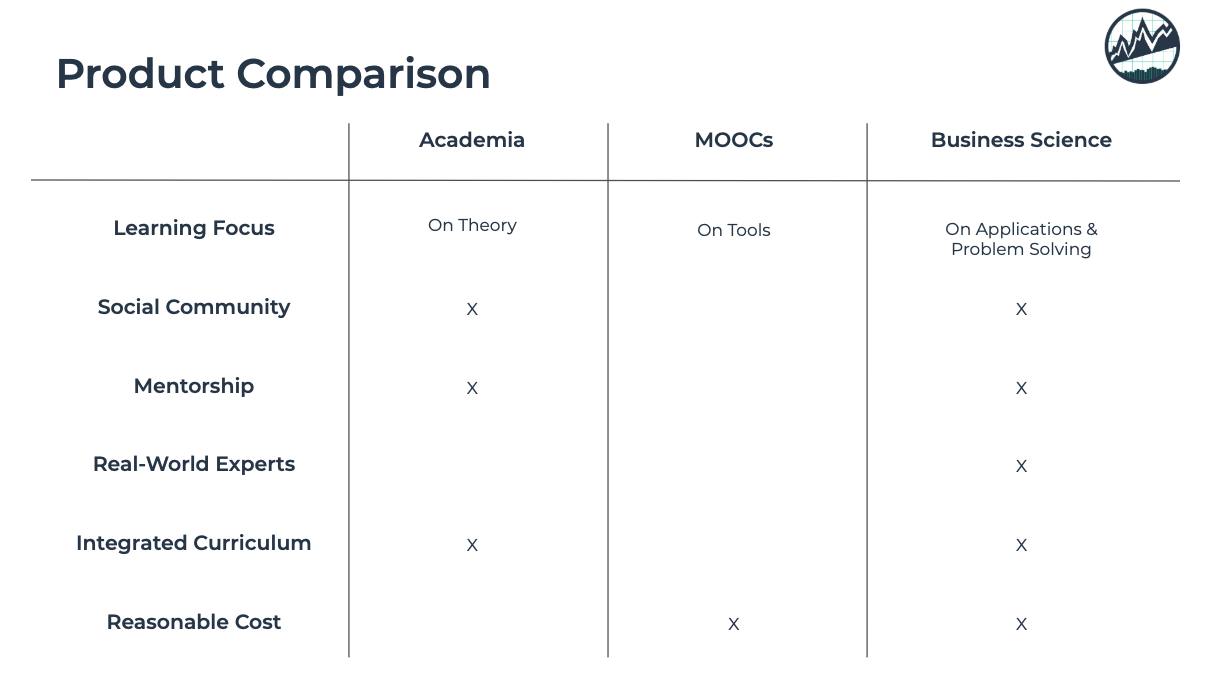 Product Comparison
Academia MOOCs Business Science
Learning Focus On Theory On Tools On Applications &
Problem Solving
Social Community X X
Mentorship X X
Real-World Experts X
Integrated Curriculum X X
Reasonable Cost X X